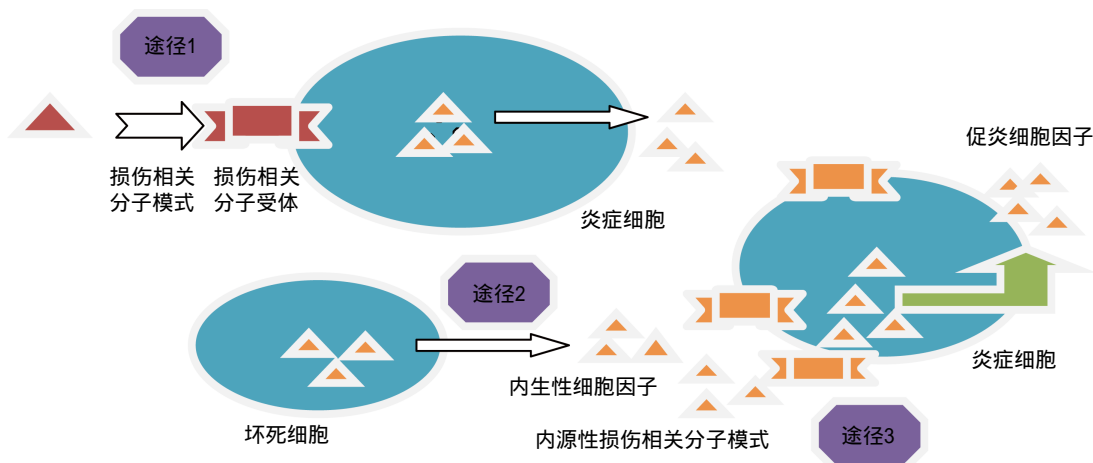 途径1
损伤相关
分子模式
损伤相关
分子受体
炎症细胞
促炎细胞因子
途径2
内生性细胞因子
坏死细胞
内源性损伤相关分子模式
炎症细胞
途径3